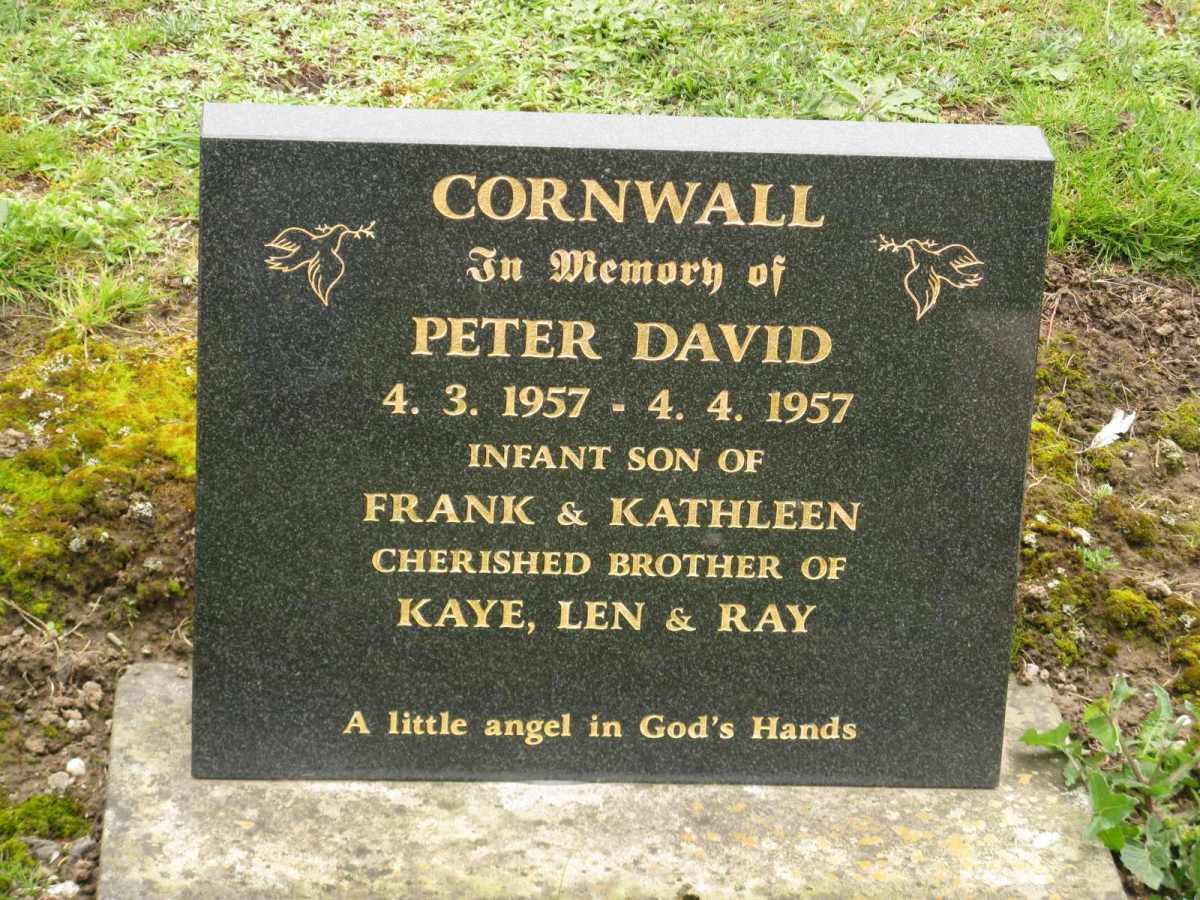 CORNWALL
In Memory of
PETER DAVID
4. 3. 1957 - 4. 4. 1957
INFANT SON OF
FRANK & KATHLEEN
CHERISHED BROTHER OF
KAYE, LEN & RAY
A little angel in God's Hands